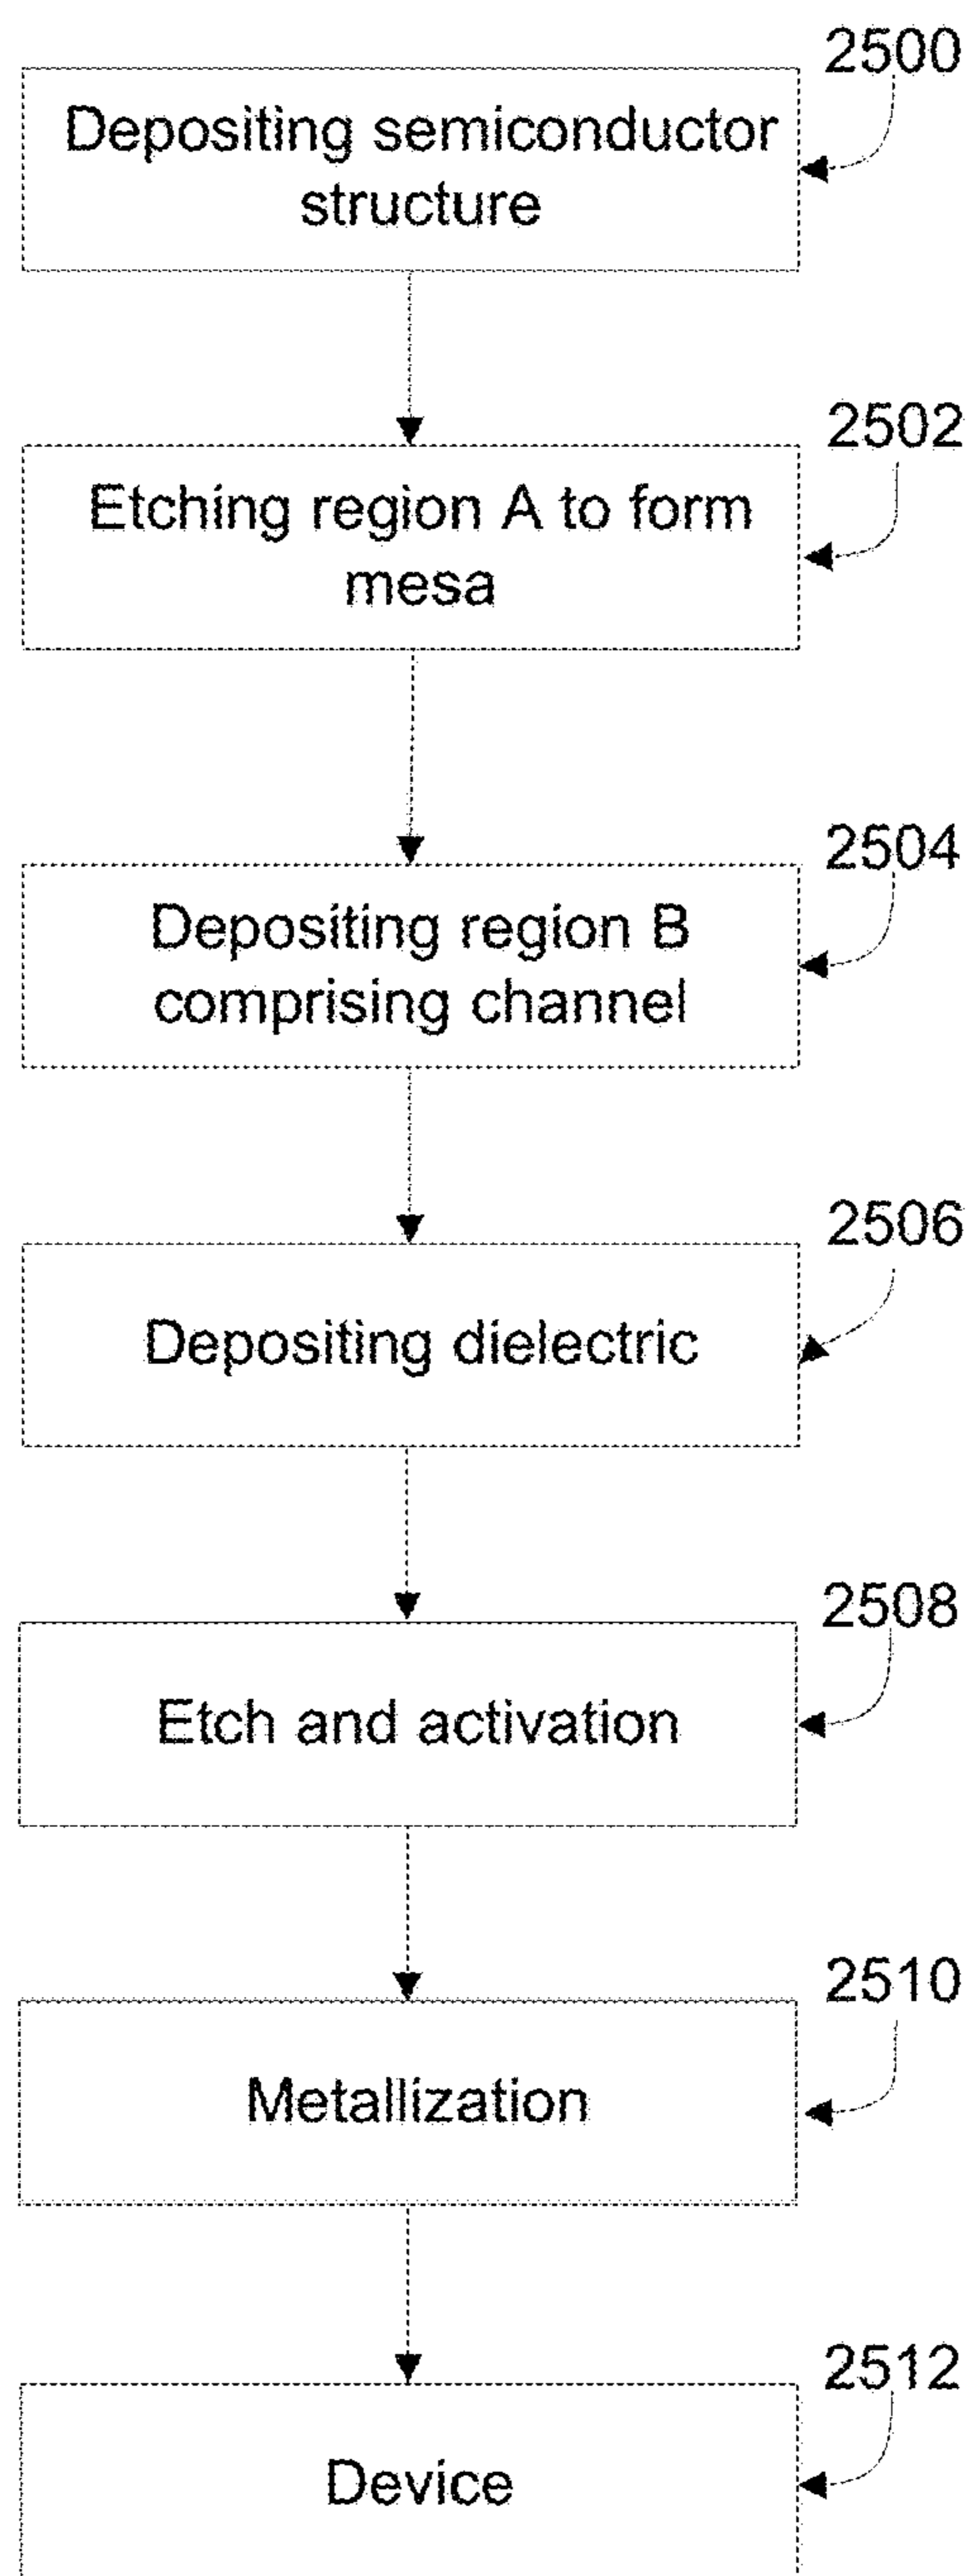 2500
Depositing semiconductor
structure
2502
Etching region A to form
mesa
2504
Depositing region B
comprising channel
2506
Depositing dielectric
2508
Etch and activation
2510
Metallization
2512
Device